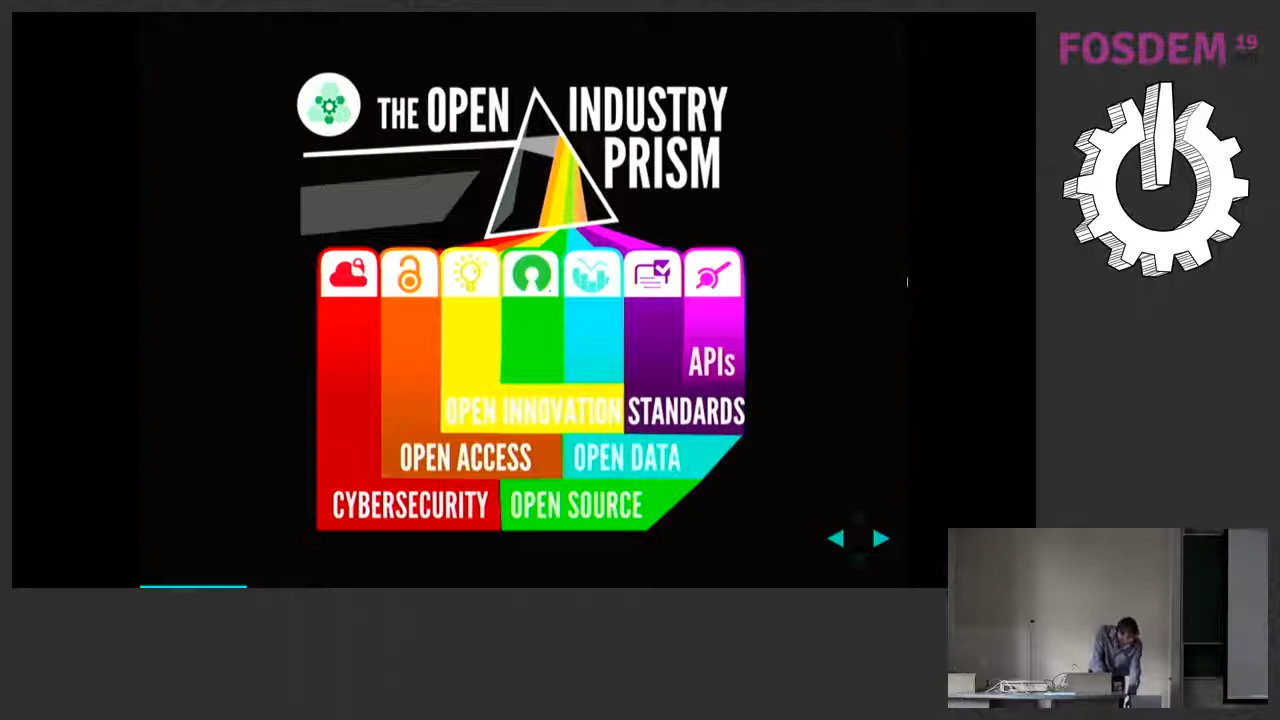 FOSDEM 19
THE OPEN INDUSTRY
PRISM
APIs
OPEN INNOVATION STANDARDS
OPEN ACCESS OPEN DATA
CYBERSECURITY OPEN SOURCE